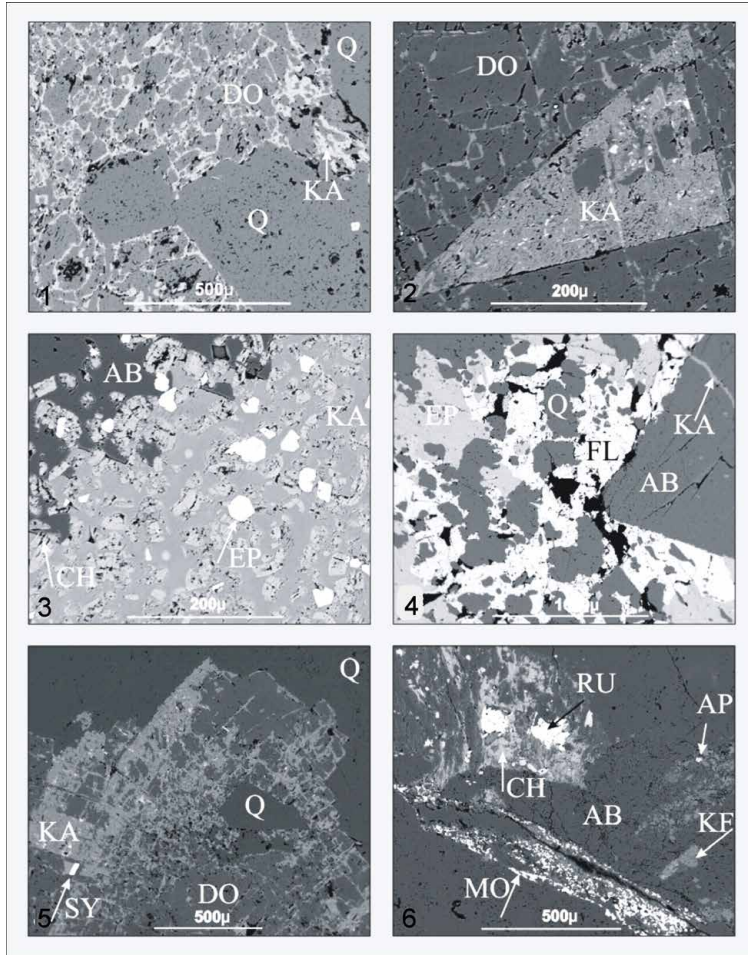 Q
DO
KA
Q
1
500µ
DO
KA
2
200µ
AB
KA
EP
CH
3
200µ
EP
Q
KA
FL
AB
4
Q
Q
KA
DO
SY
5
500µ
RU
AP
CH
AB
KF
MO
6
500µ